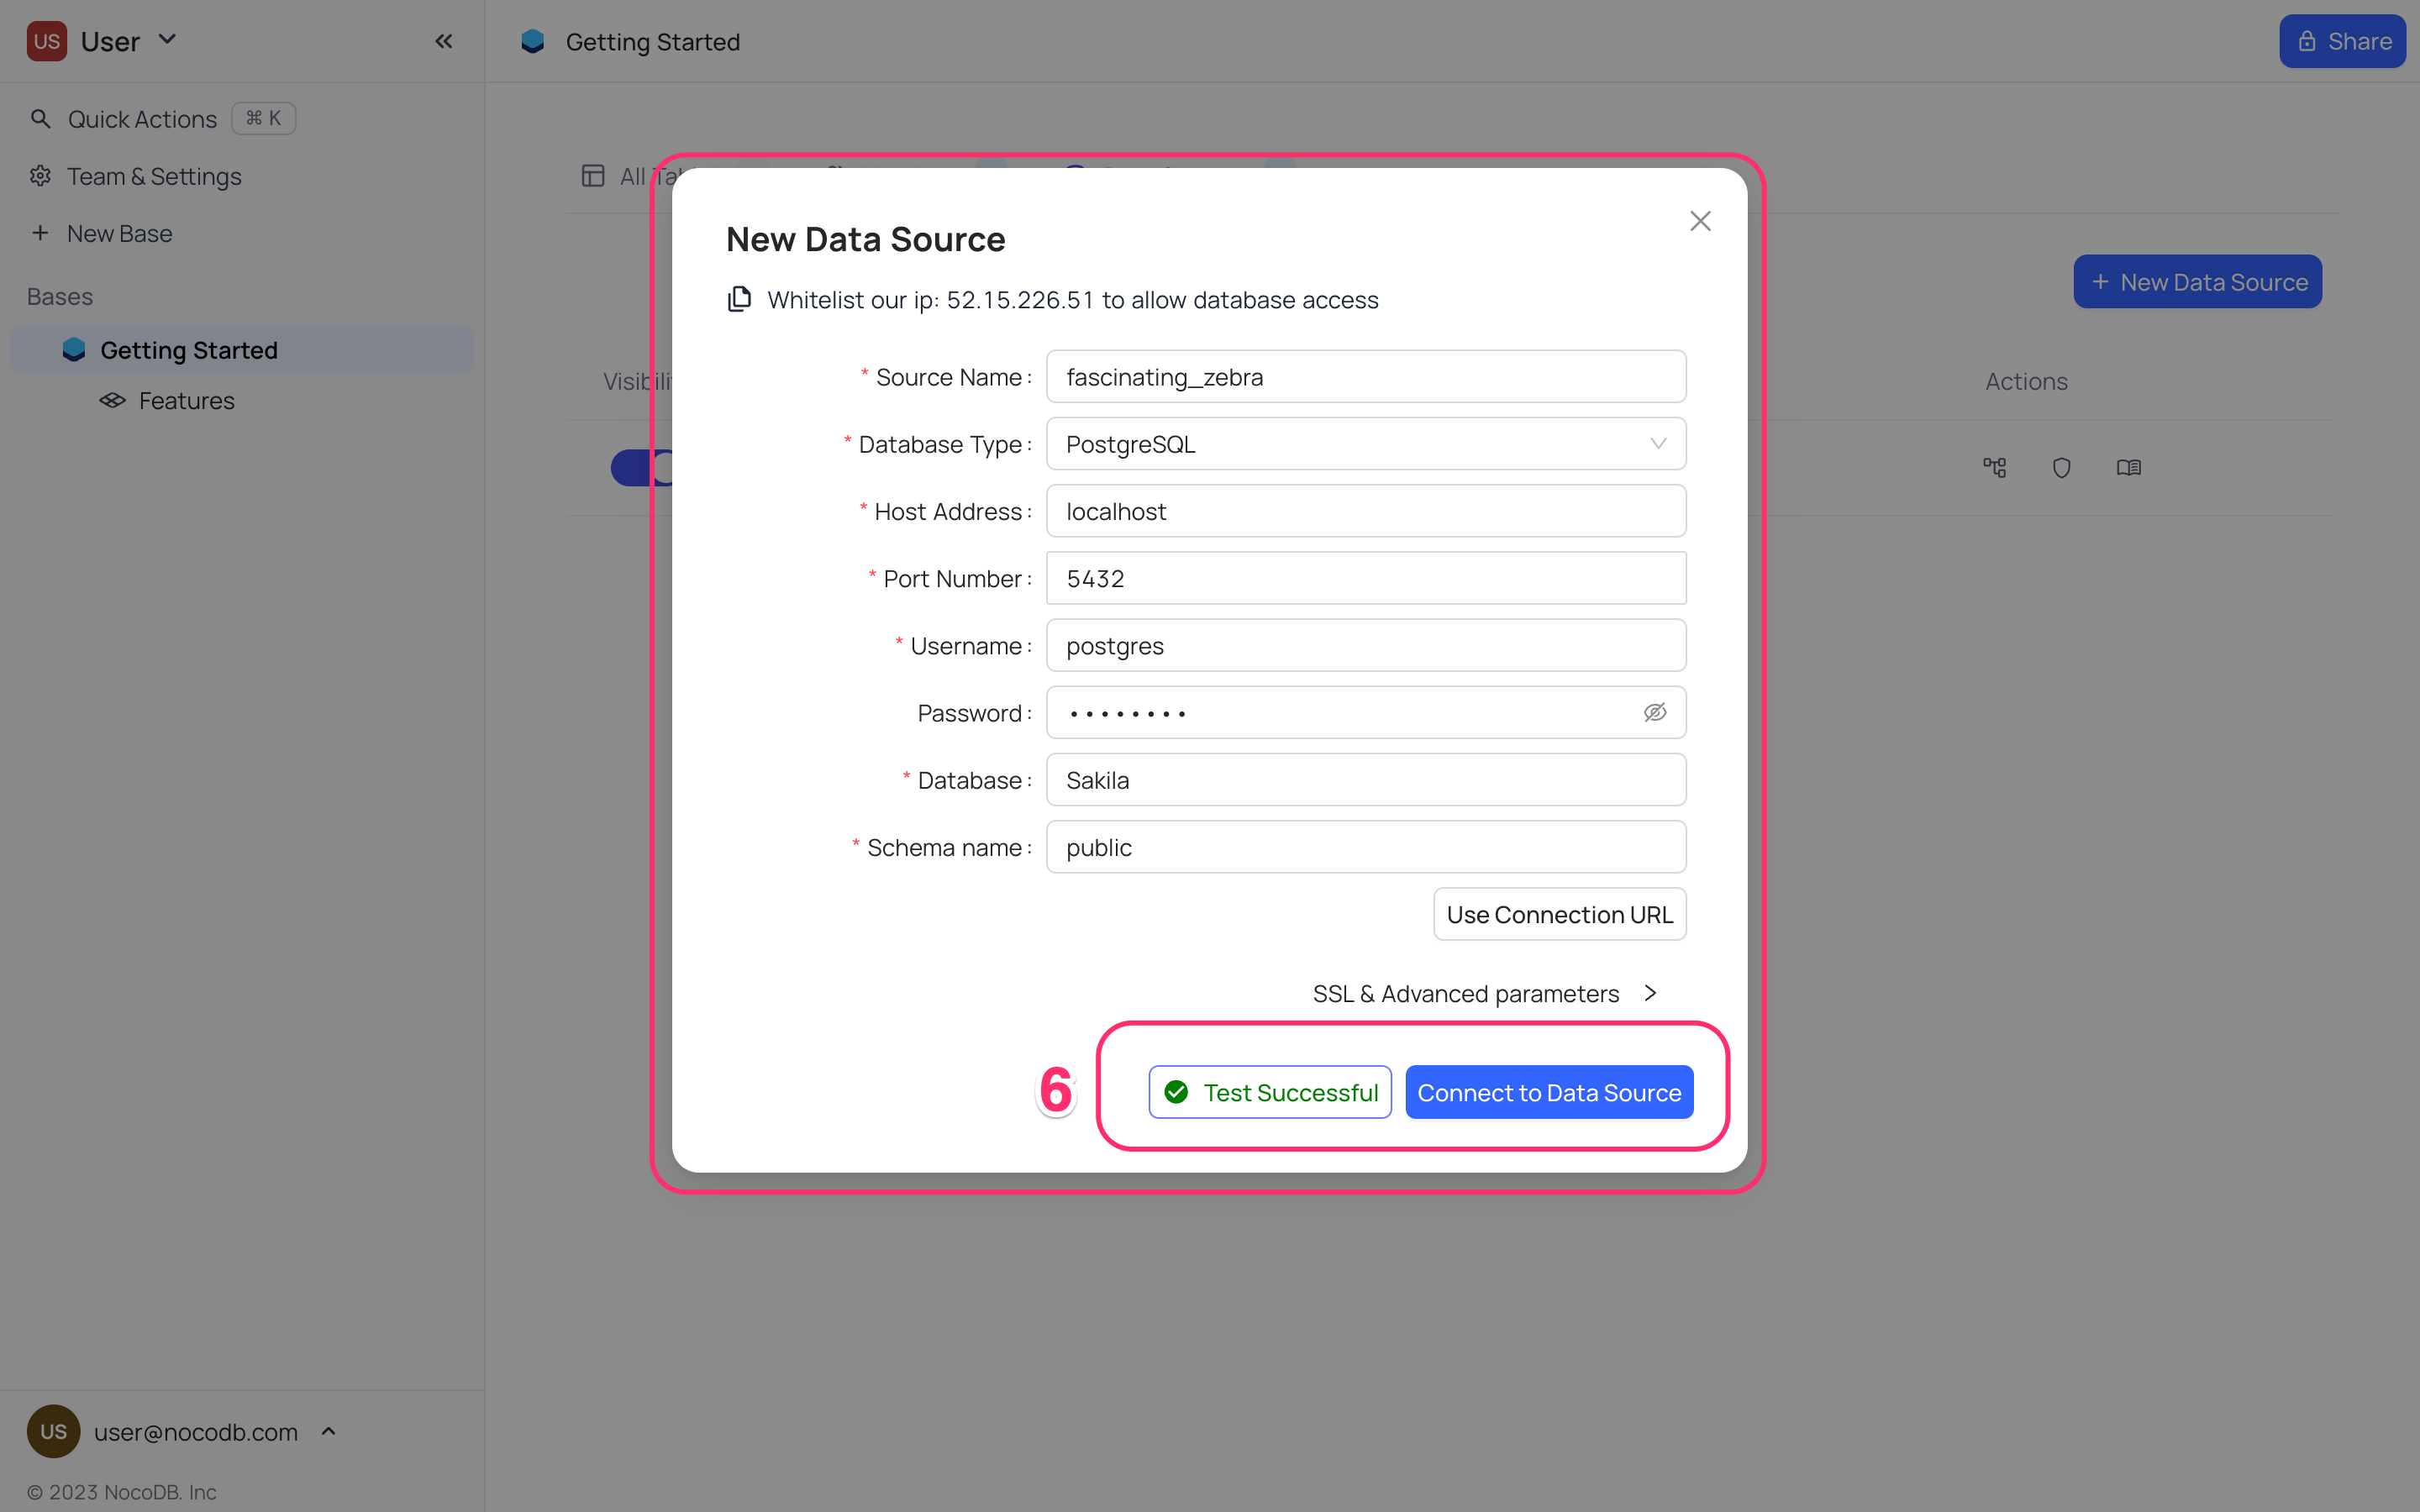 US User
Getting Started
Share
Quick Actions ⌘ K
Team & Settings
New Base
Bases
Getting Started
Features
All Ta
New Data Source
Actions
New Data Source
Whitelist our ip: 52.15.226.51 to allow database access
* Source Name : fascinating_zebra
* Database Type : PostgreSQL
* Host Address : localhost
* Port Number : 5432
* Username : postgres
Password : ••••••••
* Database : Sakila
* Schema name : public
Use Connection URL
SSL & Advanced parameters
6 Test Successful Connect to Data Source
US user@nocodb.com
© 2023 NocoDB. Inc